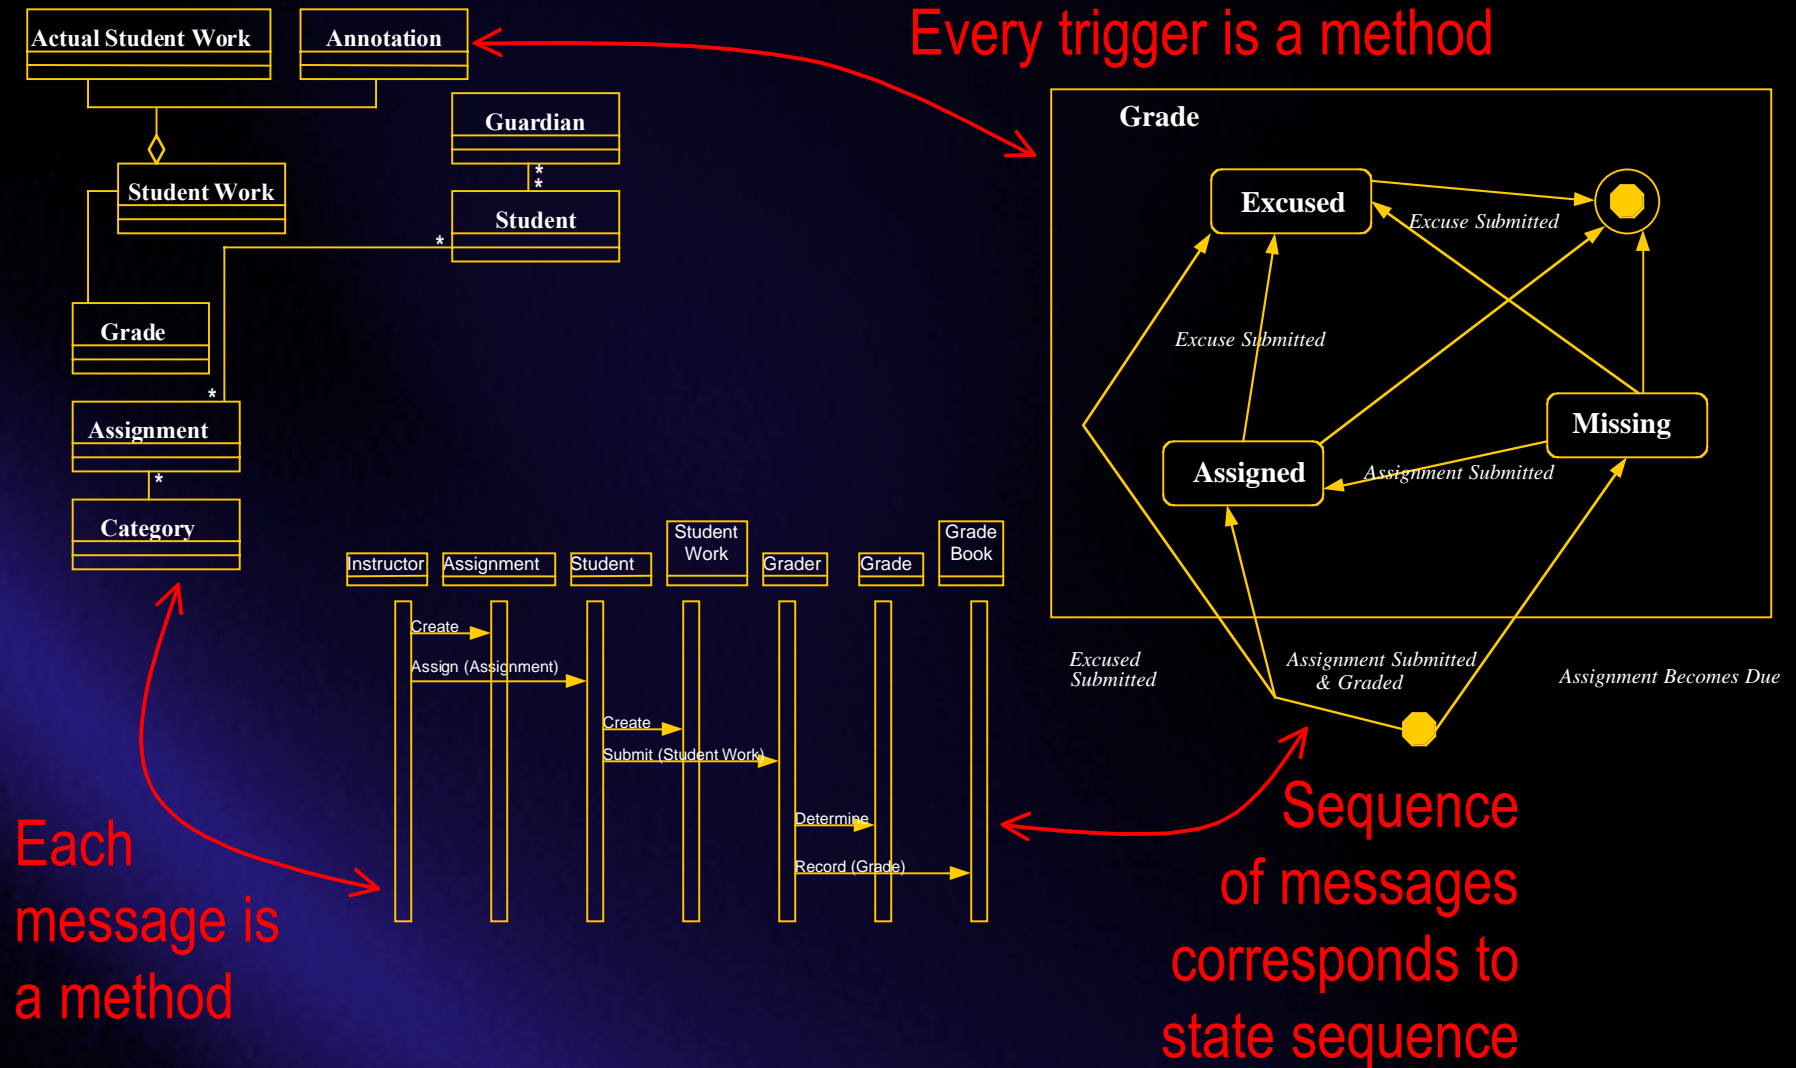 Every trigger is a method
Actual Student Work
Annotation
Guardian
*
*
Student Work
Student
*
Grade
*
Assignment
*
Category
Grade
Excused
Excuse Submitted
Excuse Submitted
Missing
Assigned
Assignment Submitted
Excused
Submitted
Assignment Submitted
& Graded
Assignment Becomes Due
Instructor
Assignment
Student
Student
Work
Grader
Grade
Grade
Book
Create
Assign (Assignment)
Create
Submit (Student Work)
Determine
Record (Grade)
Each
message is
a method
Sequence
of messages
corresponds to
state sequence